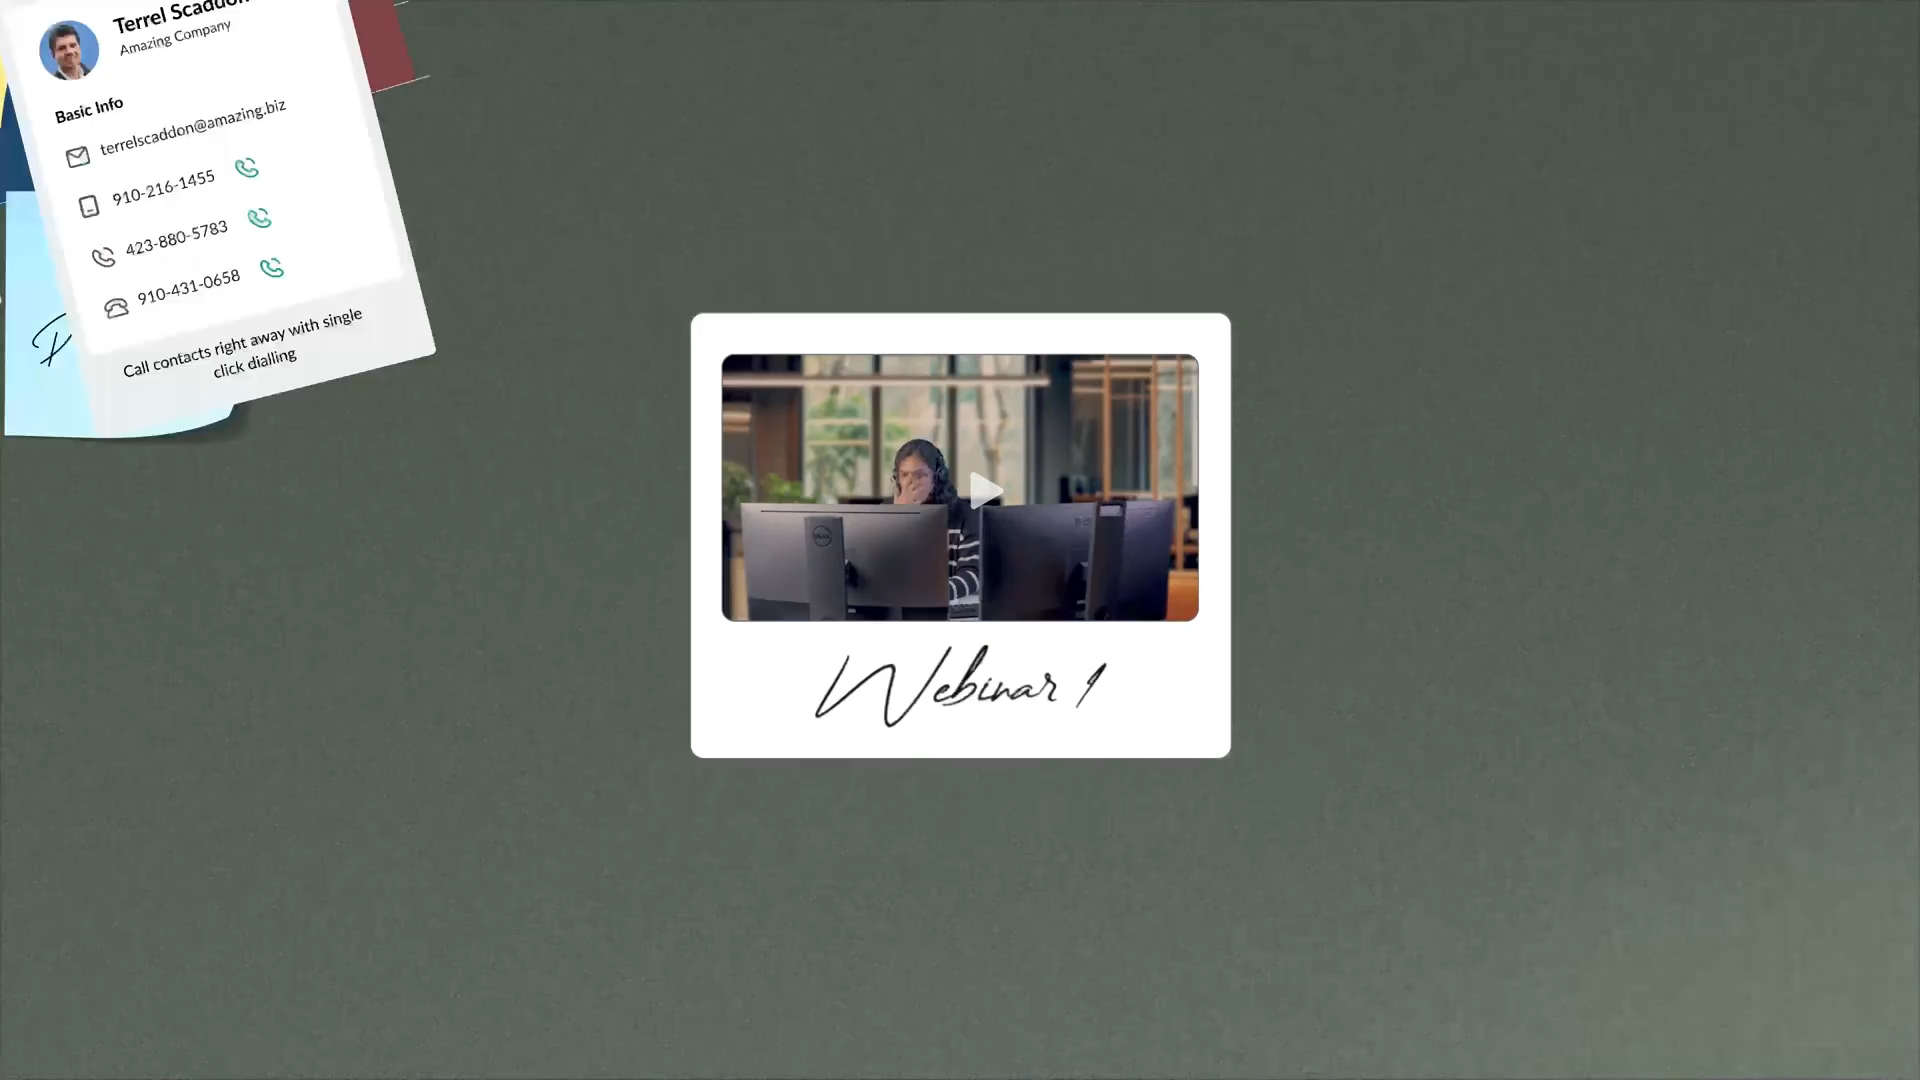 Terrel Scaddon
Amazing Company
Basic Info
terrelscaddon@amazing.biz
910-216-1455
423-880-5783
910-431-0658
Call contacts right away with single
click dialling
Webinar 1